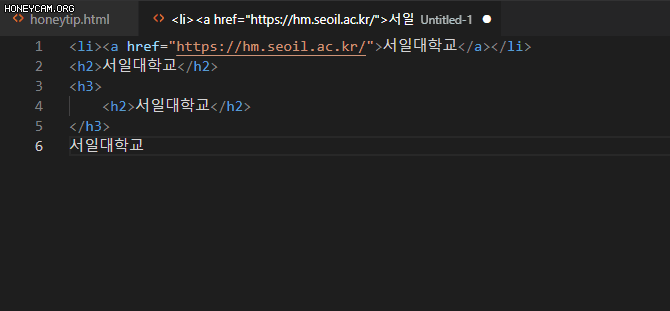 HONEYCAM.ORG
<> honeytip.html <> <li><a href="https://hm.seoil.ac.kr/">서일 Untitled-1 ●
1 <li><a href="https://hm.seoil.ac.kr/">서일대학교</a></li>
2 <h2>서일대학교</h2>
3 <h3>
4 <h2>서일대학교</h2>
5 </h3>
6 서일대학교